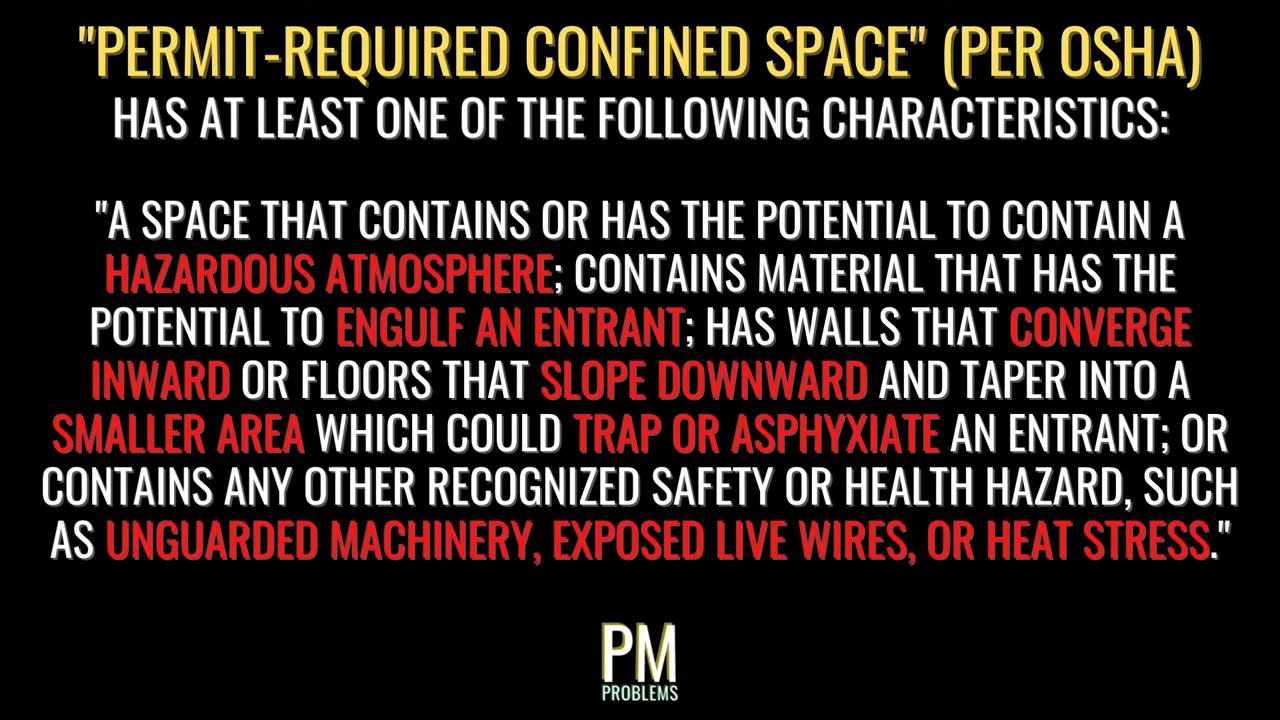 "PERMIT-REQUIRED CONFINED SPACE" (PER OSHA)
HAS AT LEAST ONE OF THE FOLLOWING CHARACTERISTICS:
"A SPACE THAT CONTAINS OR HAS THE POTENTIAL TO CONTAIN A
HAZARDOUS ATMOSPHERE; CONTAINS MATERIAL THAT HAS THE
POTENTIAL TO ENGULF AN ENTRANT; HAS WALLS THAT CONVERGE
INWARD OR FLOORS THAT SLOPE DOWNWARD AND TAPER INTO A
SMALLER AREA WHICH COULD TRAP OR ASPHYXIATE AN ENTRANT; OR
CONTAINS ANY OTHER RECOGNIZED SAFETY OR HEALTH HAZARD, SUCH
AS UNGUARDED MACHINERY, EXPOSED LIVE WIRES, OR HEAT STRESS."
PM
PROBLEMS